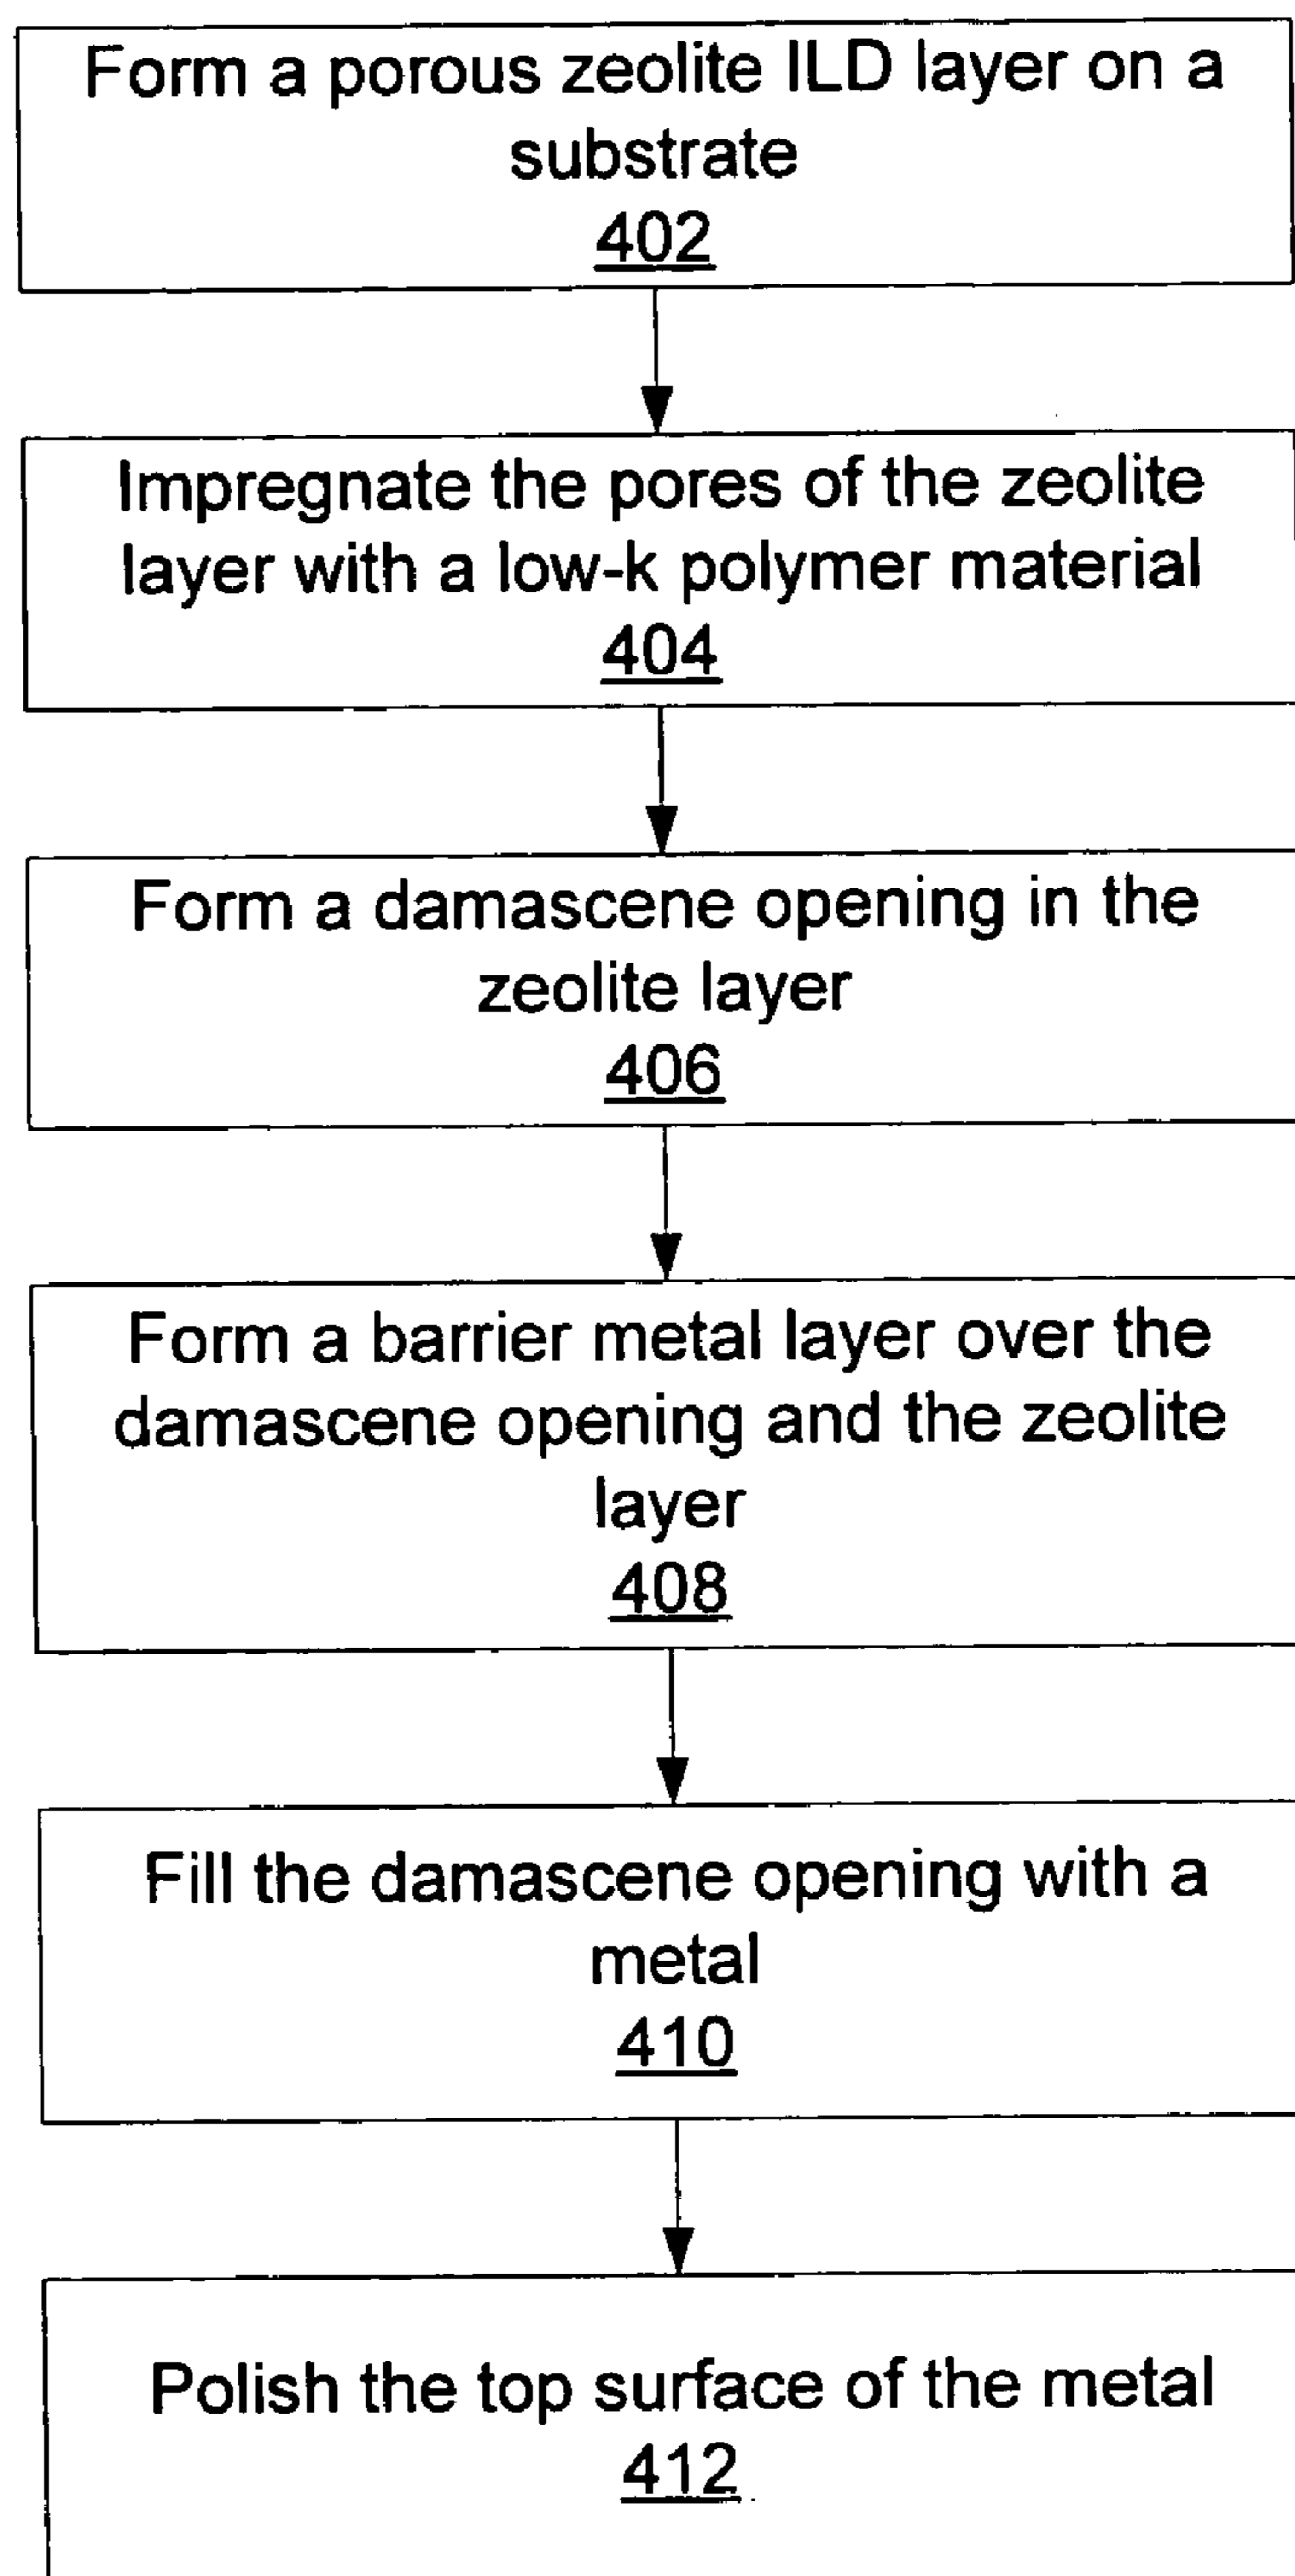 Form a porous zeolite ILD layer on a
substrate
402
Impregnate the pores of the zeolite
layer with a low-k polymer material
404
Form a damascene opening in the
zeolite layer
406
Form a barrier metal layer over the
damascene opening and the zeolite
layer
408
Fill the damascene opening with a
metal
410
Polish the top surface of the metal
412